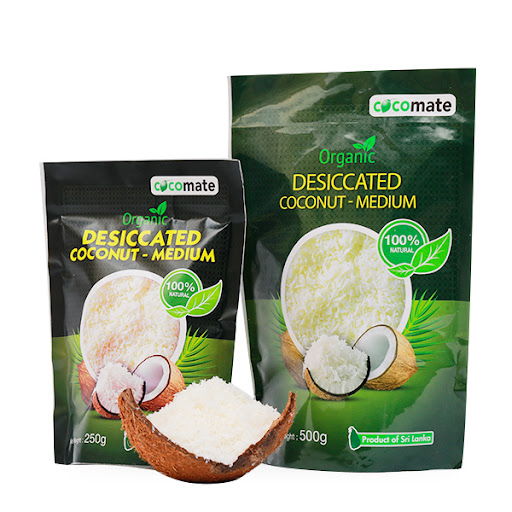 cocomate
Organic
DESICCATED
COCONUT - MEDIUM
100%
NATURAL
250g
cocomate
Organic
DESICCATED
COCONUT - MEDIUM
100%
NATURAL
500g
Product of Sri Lanka